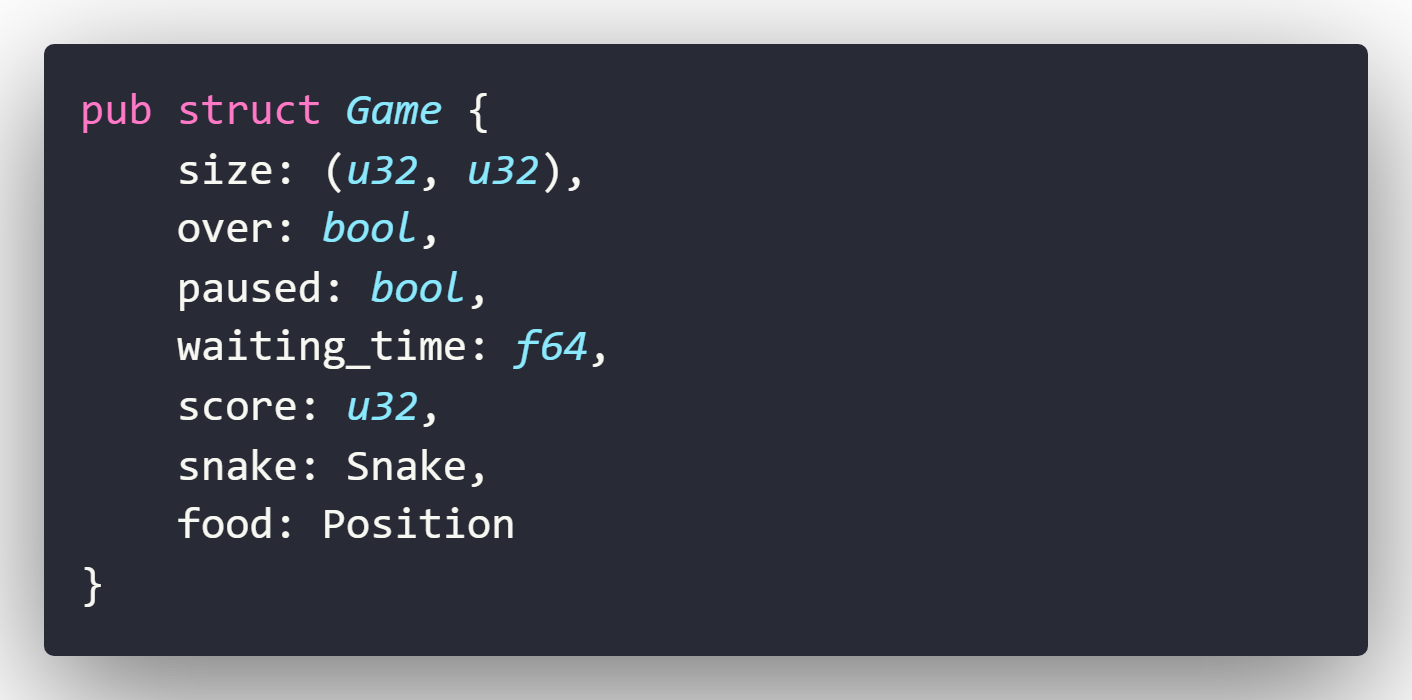 pub struct Game {
    size: (u32, u32),
    over: bool,
    paused: bool,
    waiting_time: f64,
    score: u32,
    snake: Snake,
    food: Position
}